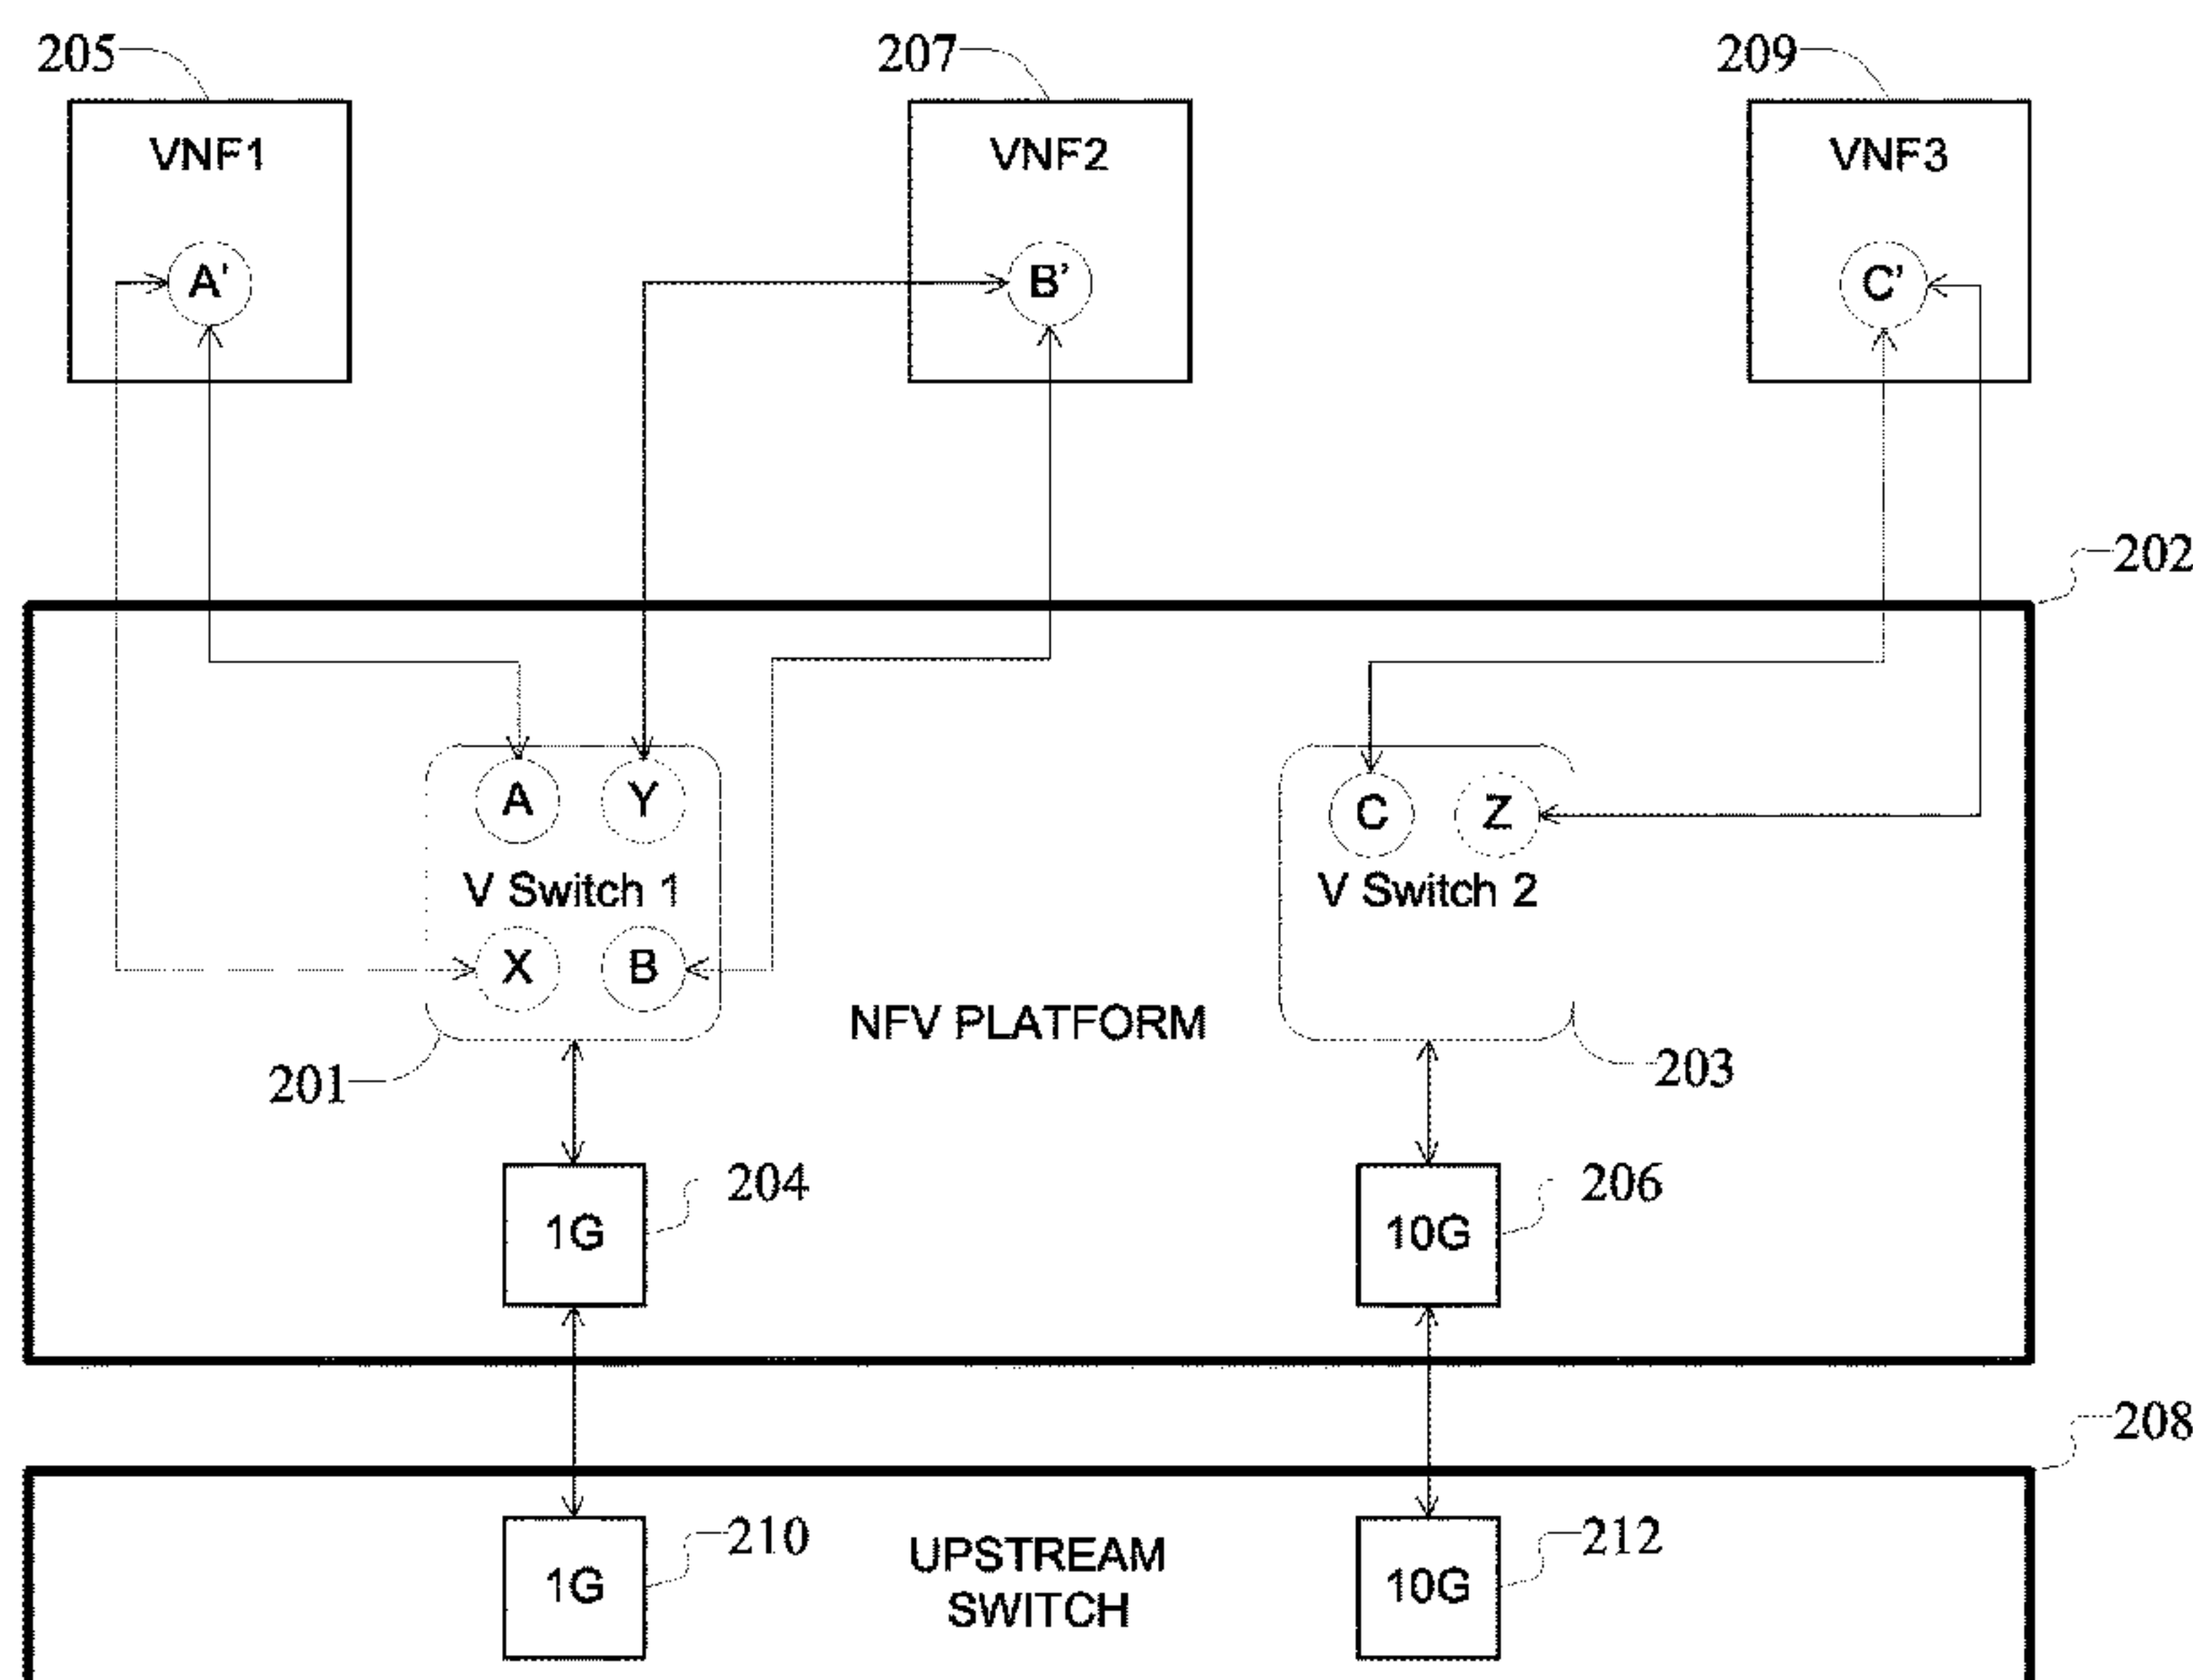 205
207
209
VNF1
VNF2
VNF3
A'
B'
C'
202
A
Y
C
Z
V Switch 1
V Switch 2
X
B
NFV PLATFORM
201
203
204
206
1G
10G
208
210
212
1G
UPSTREAM
SWITCH
10G